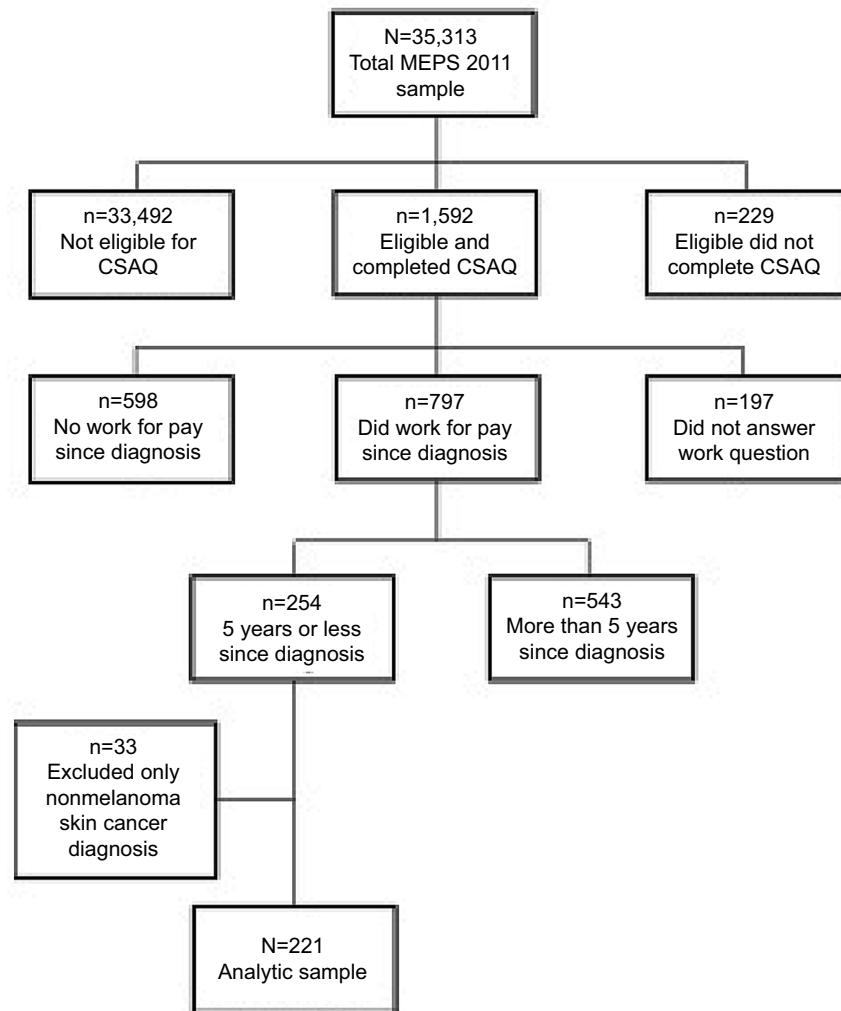 N=35,313
Total MEPS 2011
sample
n=33,492
Not eligible for
CSAQ
n=1,592
Eligible and
completed CSAQ
n=229
Eligible did not
complete CSAQ
n=598
No work for pay
since diagnosis
n=797
Did work for pay
since diagnosis
n=197
Did not answer
work question
n=254
5 years or less
since diagnosis
n=543
More than 5 years
since diagnosis
n=33
Excluded only
nonmelanoma
skin cancer
diagnosis
N=221
Analytic sample